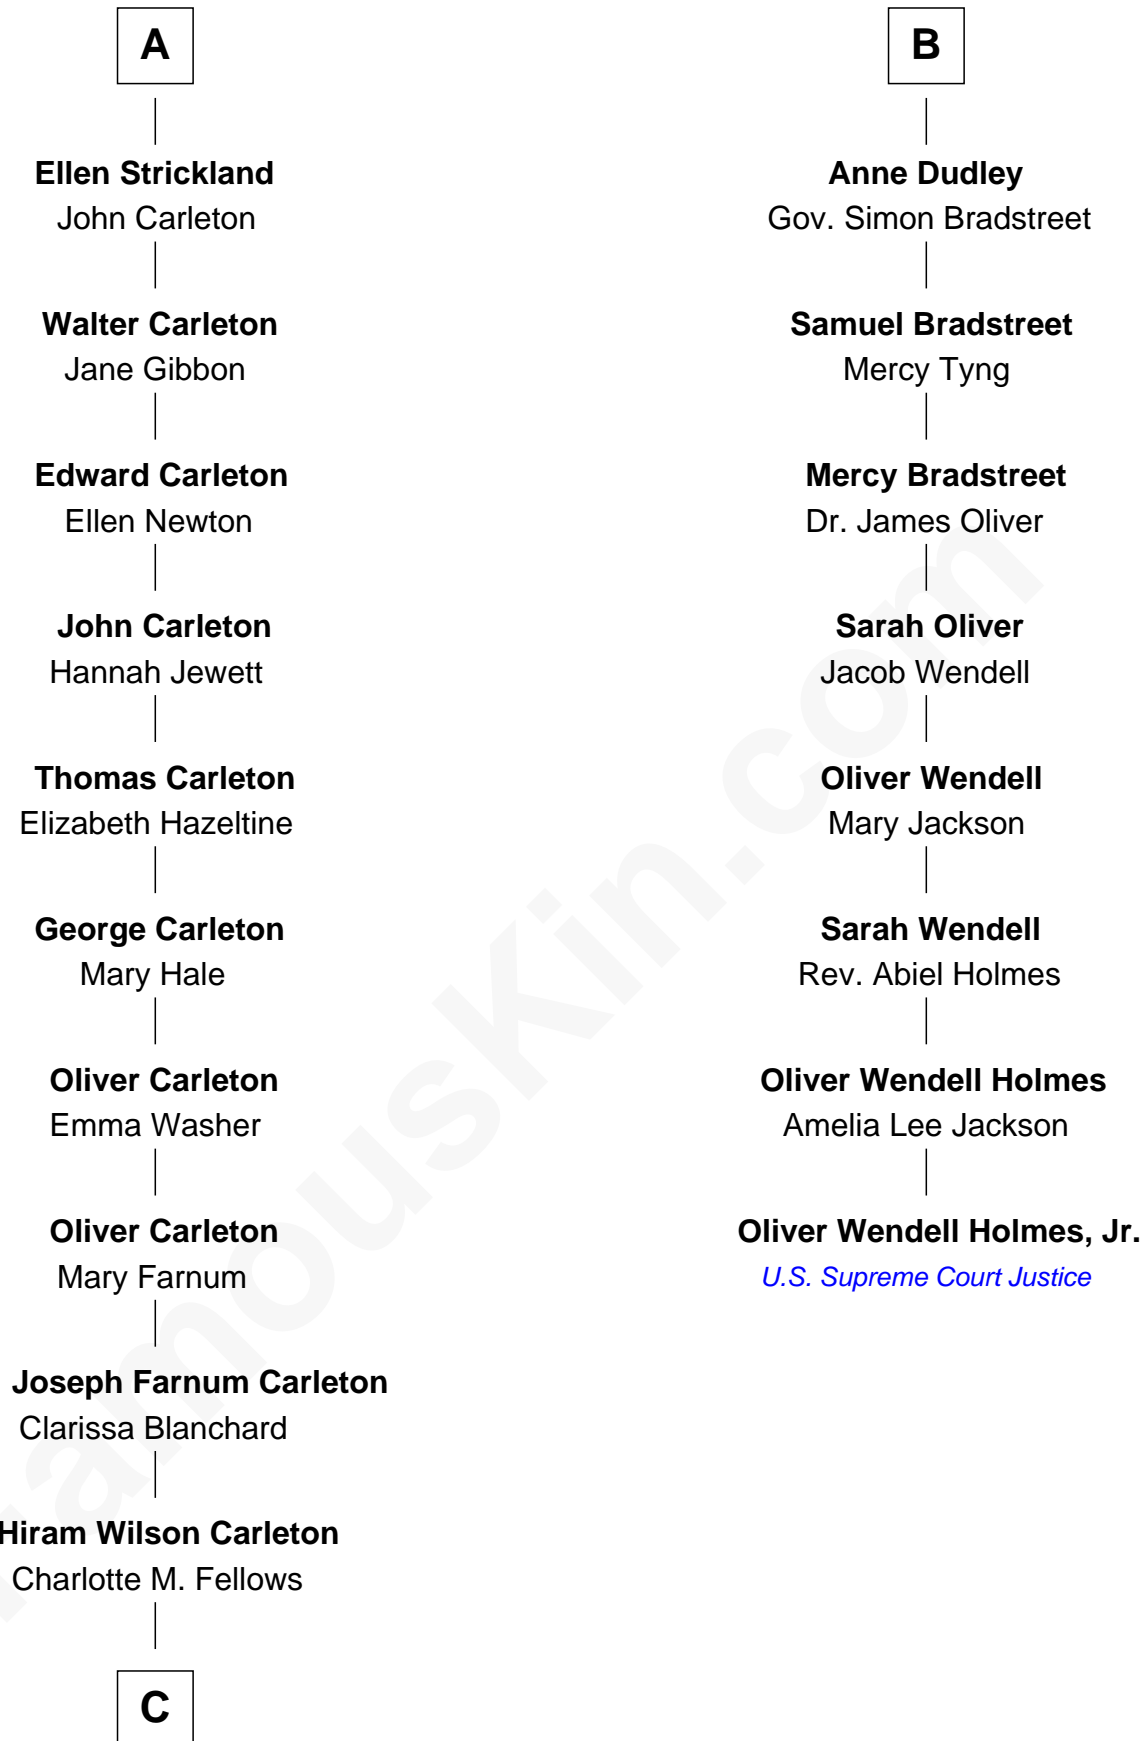 A
Ellen Strickland
John Carleton
Walter Carleton
Jane Gibbon
Edward Carleton
Ellen Newton
John Carleton
Hannah Jewett
Thomas Carleton
Elizabeth Hazeltine
George Carleton
Mary Hale
Oliver Carleton
Emma Washer
Oliver Carleton
Mary Farnum
Joseph Farnum Carleton
Clarissa Blanchard
Hiram Wilson Carleton
Charlotte M. Fellows
C
B
Anne Dudley
Gov. Simon Bradstreet
Samuel Bradstreet
Mercy Tyng
Mercy Bradstreet
Dr. James Oliver
Sarah Oliver
Jacob Wendell
Oliver Wendell
Mary Jackson
Sarah Wendell
Rev. Abiel Holmes
Oliver Wendell Holmes
Amelia Lee Jackson
Oliver Wendell Holmes, Jr.
U.S. Supreme Court Justice
FamousKin.com